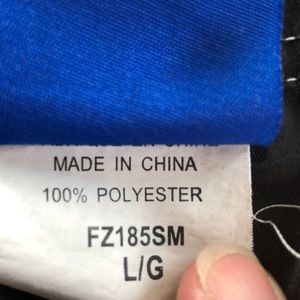 MADE IN CHINA
100% POLYESTER
FZ185SM
L/G